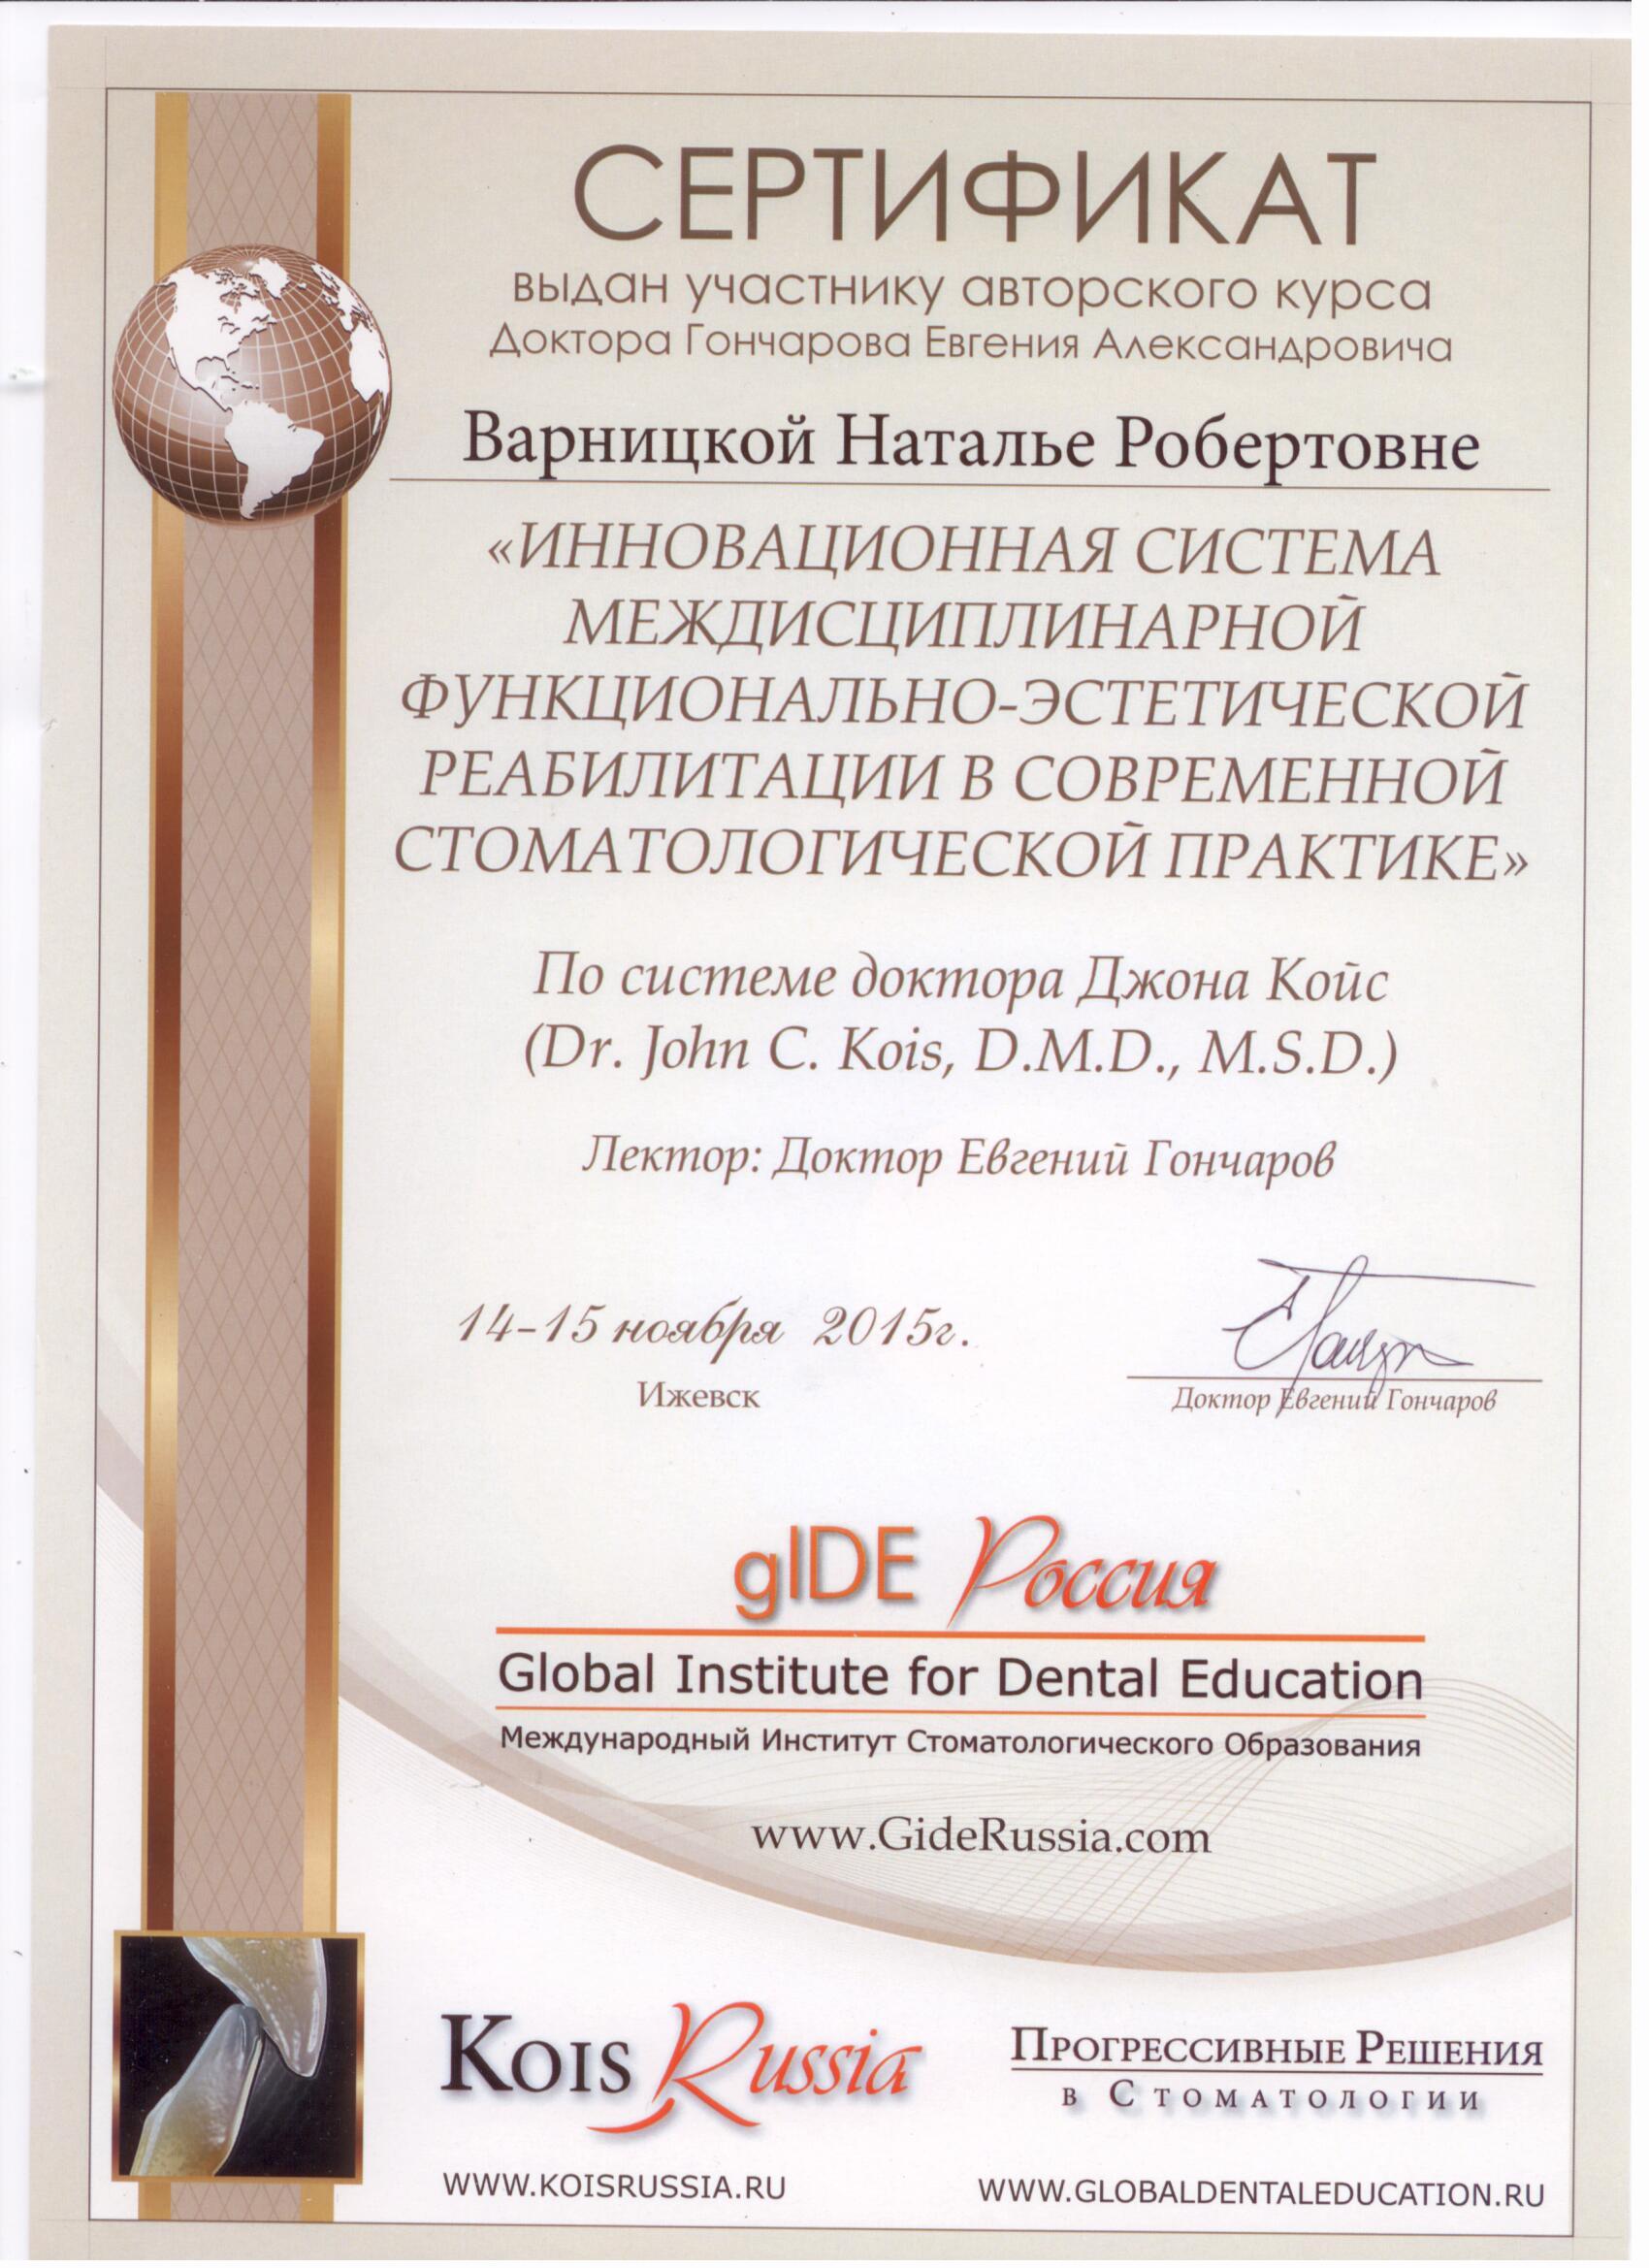 СЕРТИФИКАТ
выдан участнику авторского курса
Доктора Гончарова Евгения Александровича
Варницкой Наталье Робертовне
«ИННОВАЦИОННАЯ СИСТЕМА
МЕЖДИСЦИПЛИНАРНОЙ
ФУНКЦИОНАЛЬНО-ЭСТЕТИЧЕСКОЙ
РЕАБИЛИТАЦИИ В СОВРЕМЕННОЙ
СТОМАТОЛОГИЧЕСКОЙ ПРАКТИКЕ»
По системе доктора Джона Койс
(Dr. John C. Kois, D.M.D., M.S.D.)
Лектор: Доктор Евгений Гончаров
14-15 ноября 2015г.
Ижевск
Доктор Евгений Гончаров
gIDE Россия
Global Institute for Dental Education
Международный Институт Стоматологического Образования
www.GideRussia.com
KOIS Russia
ПРОГРЕССИВНЫЕ РЕШЕНИЯ
В СТОМАТОЛОГИИ
WWW.KOISRUSSIA.RU
WWW.GLOBALDENTALEDUCATION.RU